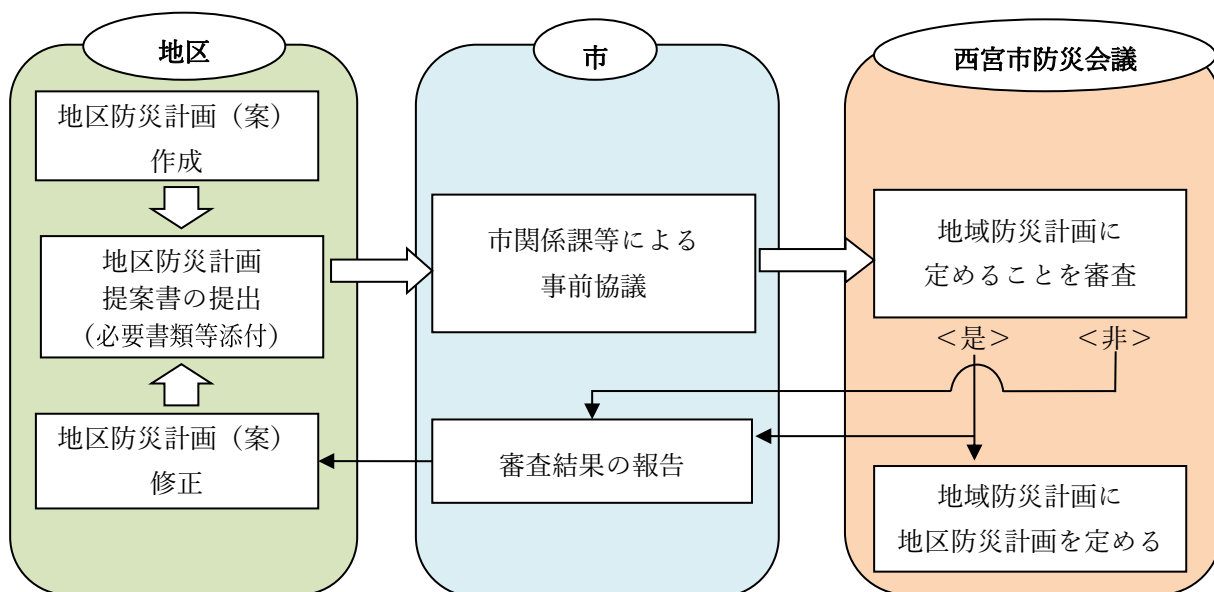 地区
地区防災計画（案）
作成
地区防災計画
提案書の提出
（必要書類等添付）
地区防災計画（案）
修正
市
市関係課等による
事前協議
審査結果の報告
西宮市防災会議
地域防災計画に
定めることを審査
＜是＞　＜非＞
地域防災計画に
地区防災計画を定める